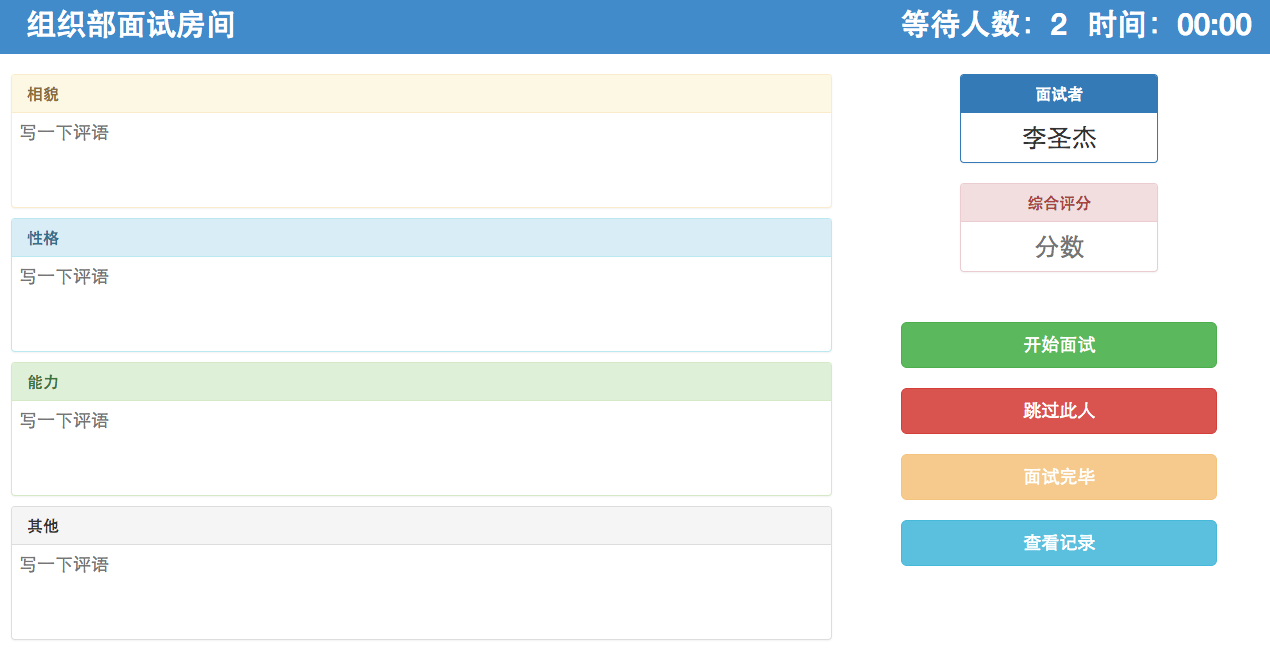 组织部面试房间
等待人数：2 时间：00:00
相貌
写一下评语
性格
写一下评语
能力
写一下评语
其他
写一下评语
面试者
李圣杰
综合评分
分数
开始面试
跳过此人
面试完毕
查看记录